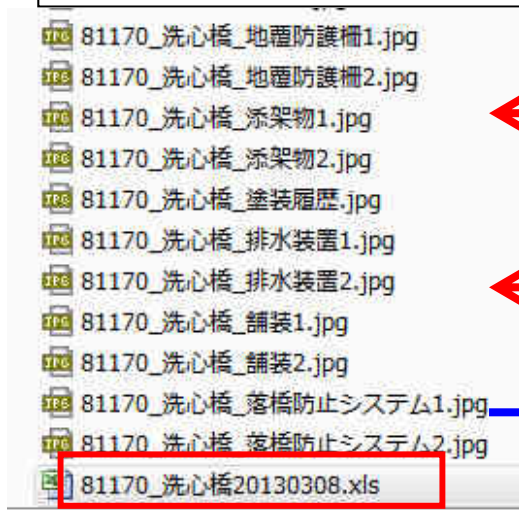 81170_洗心橋_地覆防護柵1.jpg
81170_洗心橋_地覆防護柵2.jpg
81170_洗心橋_添架物1.jpg
81170_洗心橋_添架物2.jpg
81170_洗心橋_塗装履歴.jpg
81170_洗心橋_排水装置1.jpg
81170_洗心橋_排水装置2.jpg
81170_洗心橋_舗装1.jpg
81170_洗心橋_舗装2.jpg
81170_洗心橋_落橋防止システム1.jpg
81170_洗心橋_落橋防止システム2.jpg
81170_洗心橋20130308.xls